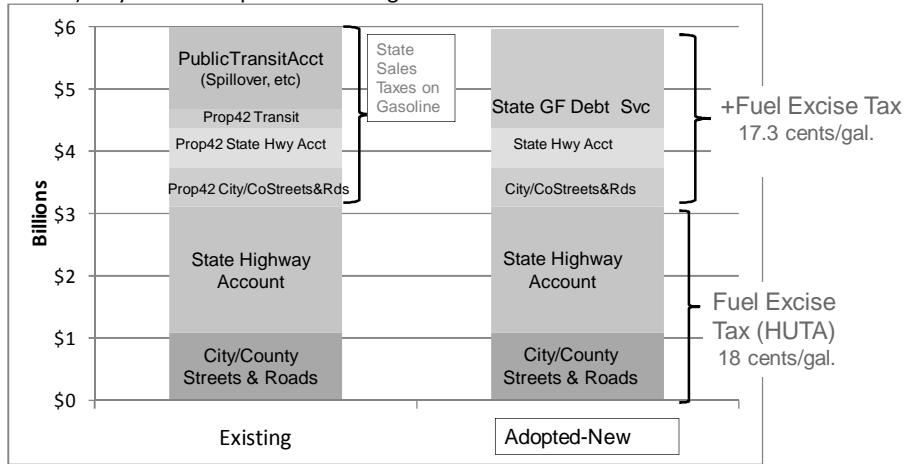 $6
$5
$4
$3
$2
$1
$0
Billions
PublicTransitAcct
(Spillover, etc)
Prop42 Transit
Prop42 State Hwy Acct
Prop42 City/CoStreets&Rds
State Highway
Account
City/County
Streets & Roads
Existing
State
Sales
Taxes on
Gasoline
State GF Debt Svc
State Hwy Acct
City/CoStreets&Rds
State Highway
Account
City/County
Streets & Roads
Adopted-New
+Fuel Excise Tax
17.3 cents/gal.
Fuel Excise
Tax (HUTA)
18 cents/gal.